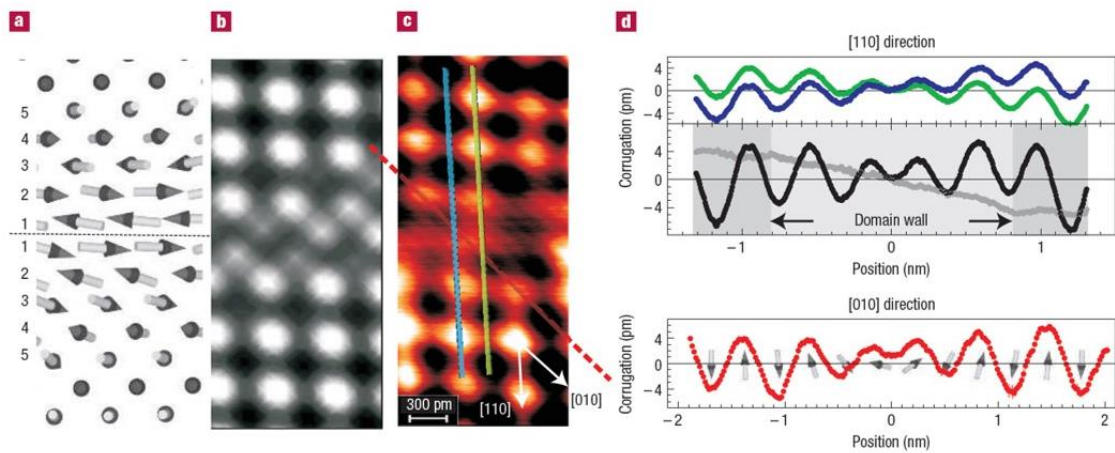 a
b
c
d
5
4
3
2
1
1
2
3
4
5
300 pm
[110]
[010]
[110] direction
Corrugation (pm)
4
0
−4
4
0
−4
Domain wall
−1
0
1
Position (nm)
[010] direction
Corrugation (pm)
4
0
−4
−2
−1
0
1
2
Position (nm)